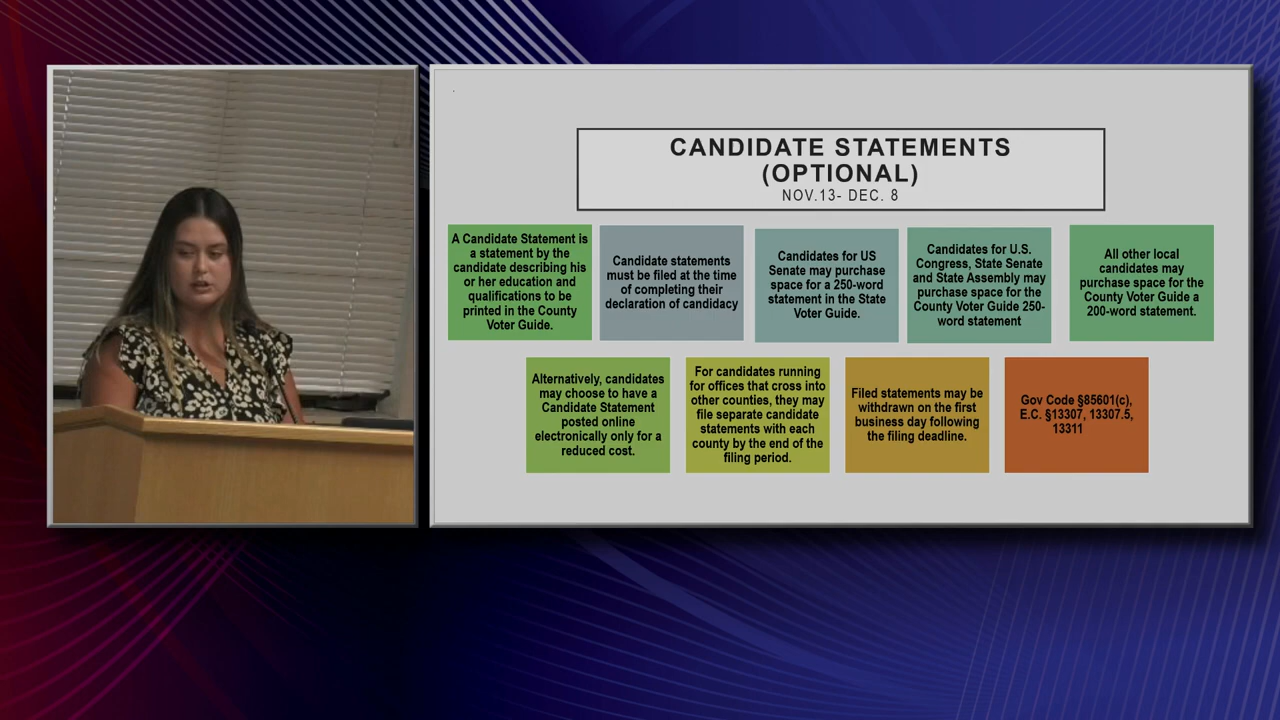 CANDIDATE STATEMENTS
(OPTIONAL)
NOV.13- DEC. 8
A Candidate Statement is
a statement by the
candidate describing his
or her education and
qualifications to be
printed in the County
Voter Guide.
Candidate statements
must be filed at the time
of completing their
declaration of candidacy
Candidates for US
Senate may purchase
space for a 250-word
statement in the State
Voter Guide.
Candidates for U.S.
Congress, State Senate
and State Assembly may
purchase space for the
County Voter Guide 250-
word statement
All other local
candidates may
purchase space for the
County Voter Guide a
200-word statement.
Alternatively, candidates
may choose to have a
Candidate Statement
posted online
electronically only for a
reduced cost.
For candidates running
for offices that cross into
other counties, they may
file separate candidate
statements with each
county by the end of the
filing period.
Filed statements may be
withdrawn on the first
business day following
the filing deadline.
Gov Code §85601(c),
E.C. §13307, 13307.5,
13311